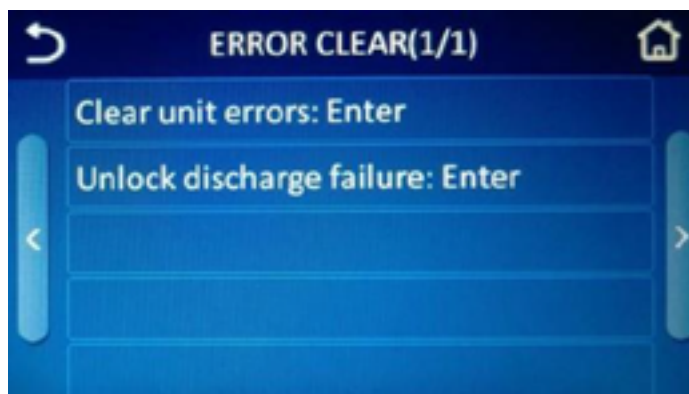 ERROR CLEAR(1/1)
Clear unit errors: Enter
Unlock discharge failure: Enter